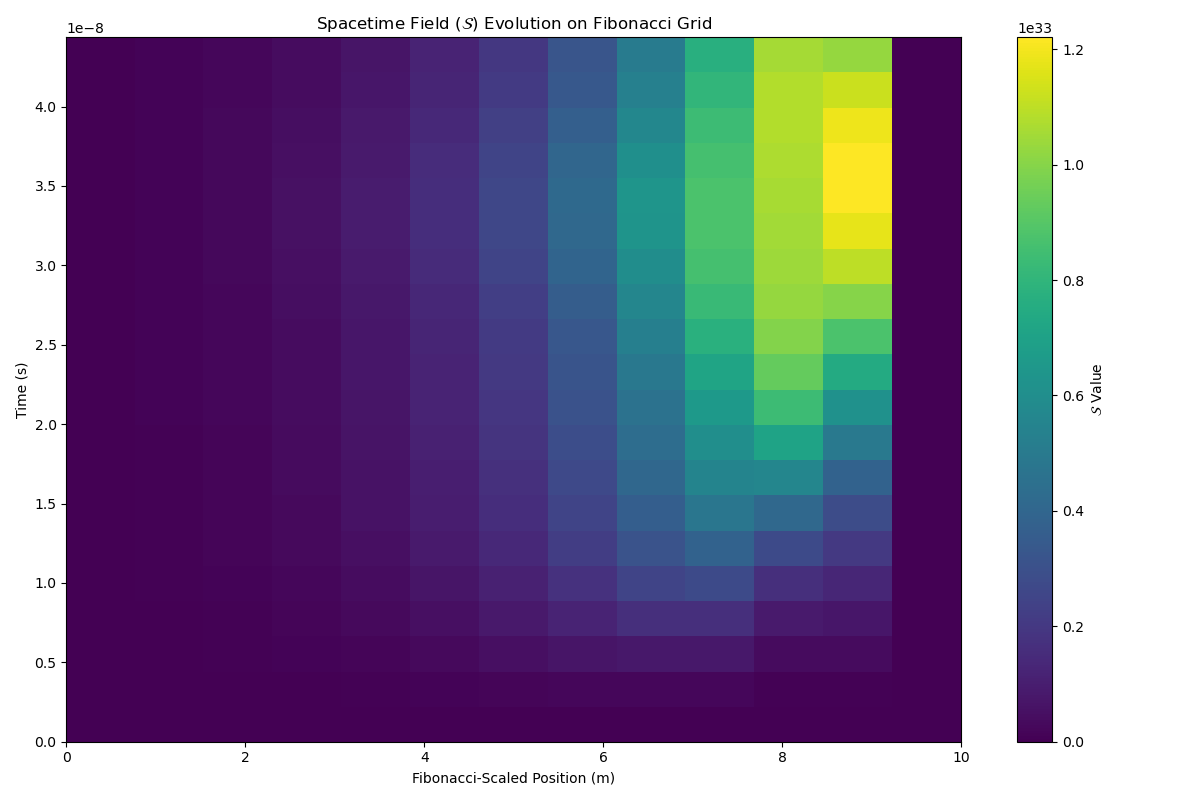 Spacetime Field (𝒮) Evolution on Fibonacci Grid
1e−8
1e33
4.0
3.5
3.0
2.5
2.0
1.5
1.0
0.5
0.0
Time (s)
0 2 4 6 8 10
Fibonacci-Scaled Position (m)
1.2
1.0
0.8
0.6
0.4
0.2
0.0
𝒮 Value